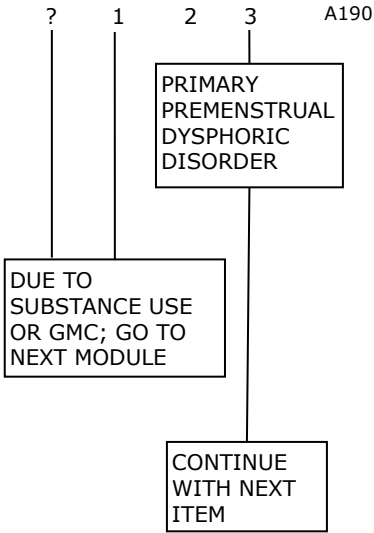 ? 1 2 3 A190
PRIMARY
PREMENSTRUAL
DYSPHORIC
DISORDER
DUE TO
SUBSTANCE USE
OR GMC; GO TO
NEXT MODULE
CONTINUE
WITH NEXT
ITEM